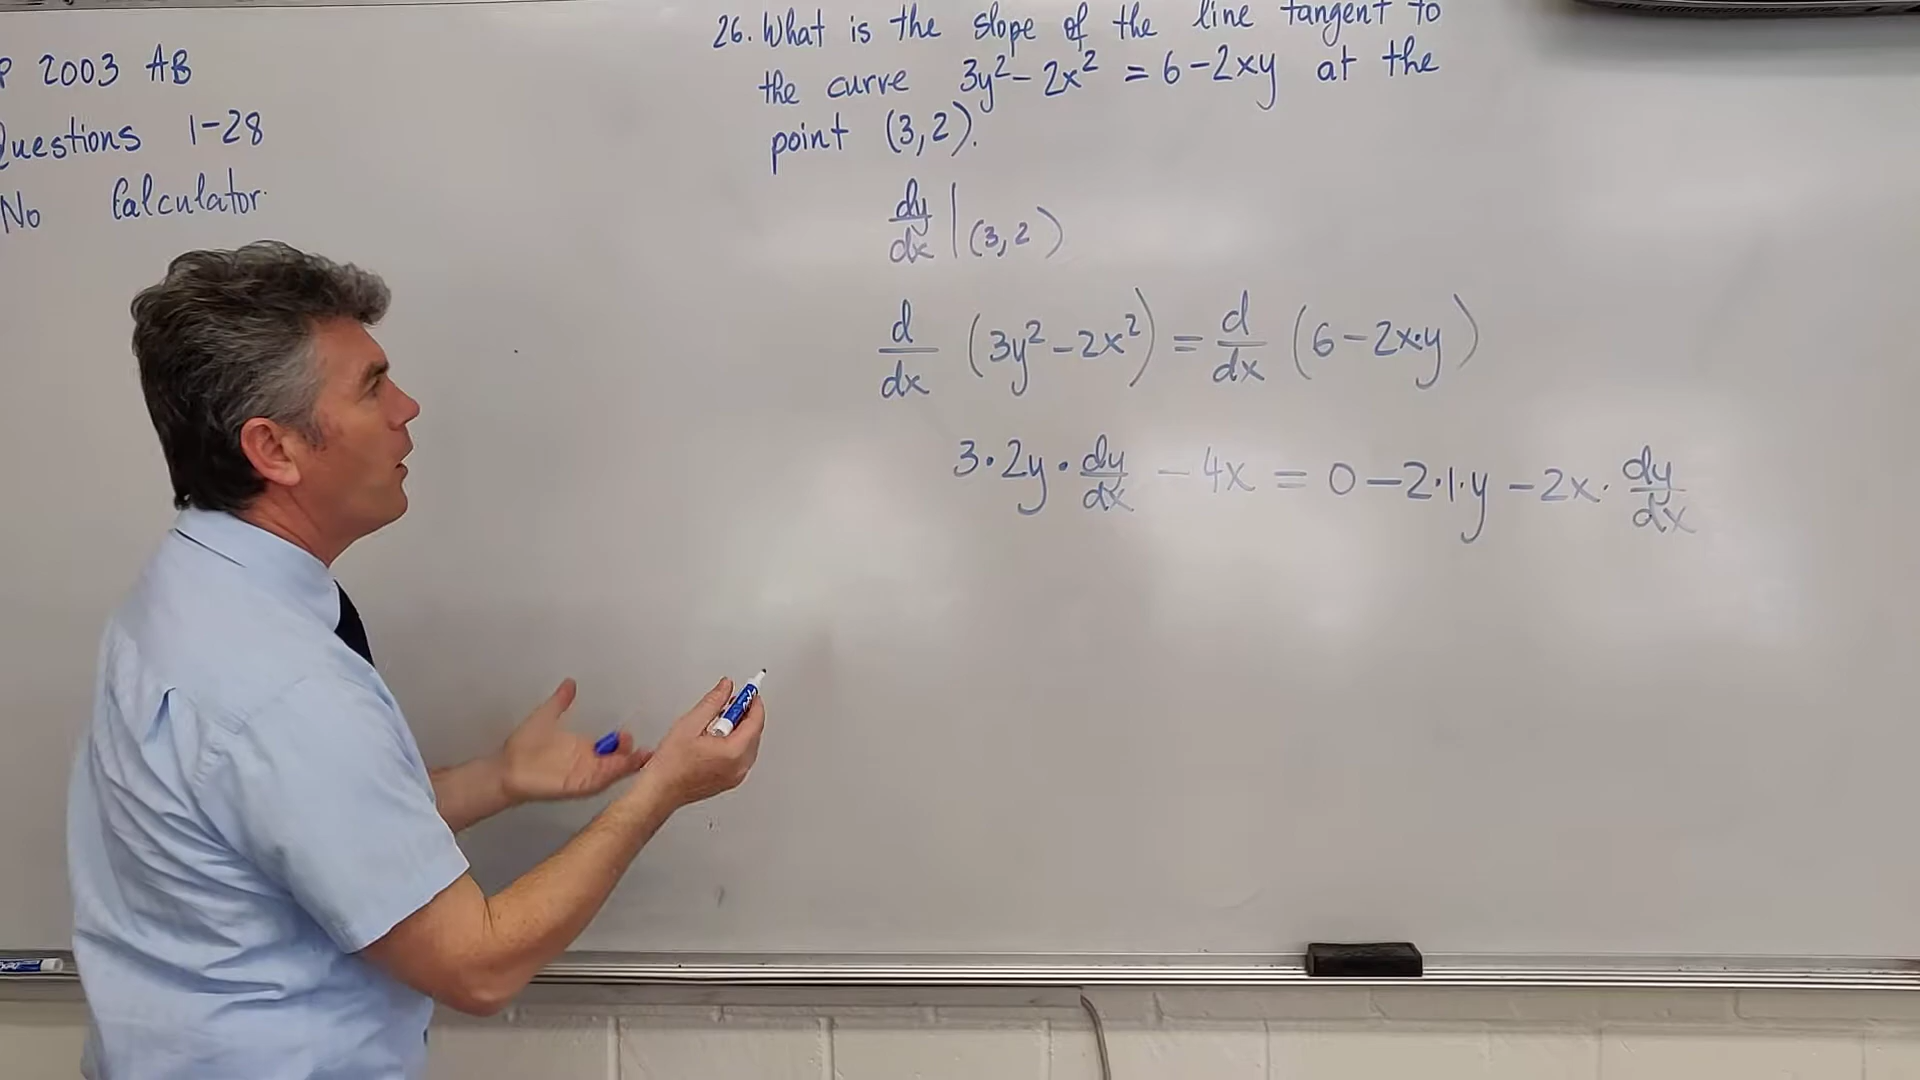 2003 AB
Questions 1-28
No Calculator.
26. What is the slope of the line tangent to
the curve 3y² - 2x² = 6 - 2xy at the
point (3,2).
dy/dx |(3,2)
d/dx (3y² - 2x²) = d/dx (6 - 2x·y)
3·2y·dy/dx - 4x = 0 - 2·1·y - 2x·dy/dx